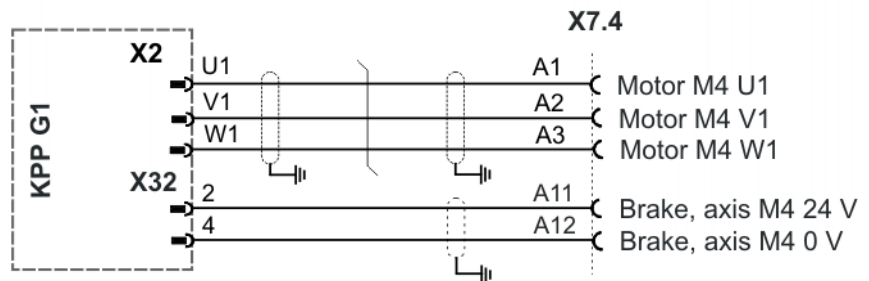 X7.4
X2
U1 A1 Motor M4 U1
V1 A2 Motor M4 V1
W1 A3 Motor M4 W1
KPP G1
X32
2 A11 Brake, axis M4 24 V
4 A12 Brake, axis M4 0 V